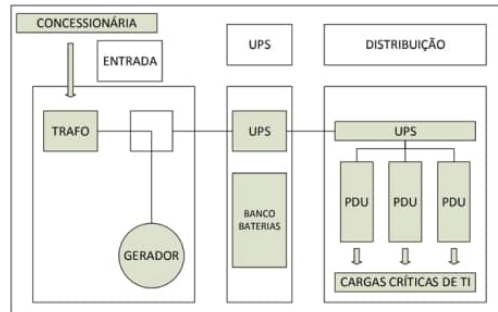 CONCESSIONÁRIA
ENTRADA
UPS
DISTRIBUIÇÃO
TRAFO
UPS
UPS
BANCO
BATERIAS
PDU
PDU
PDU
GERADOR
CARGAS CRÍTICAS DE TI